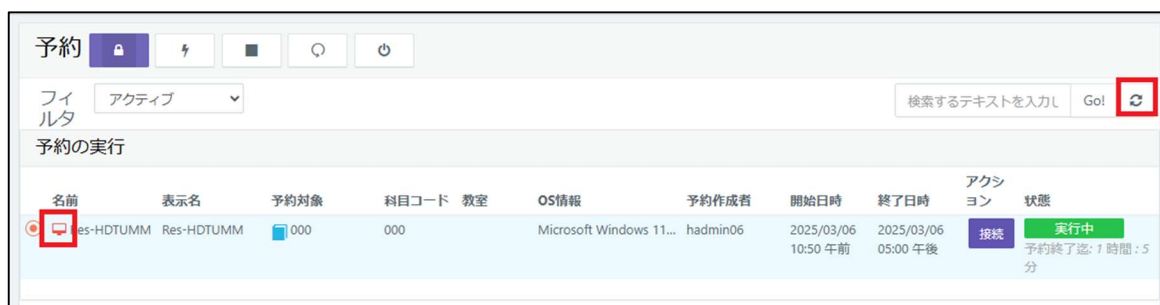 予約
フィルタ
アクティブ
検索するテキストを入力し Go!
予約の実行
名前 表示名 予約対象 科目コード 教室 OS情報 予約作成者 開始日時 終了日時 アクション 状態
Res-HDTUMM Res-HDTUMM 000 000 Microsoft Windows 11... hadmin06 2025/03/06 10:50 午前 2025/03/06 05:00 午後 接続 実行中
予約終了迄: 1 時間 : 5 分